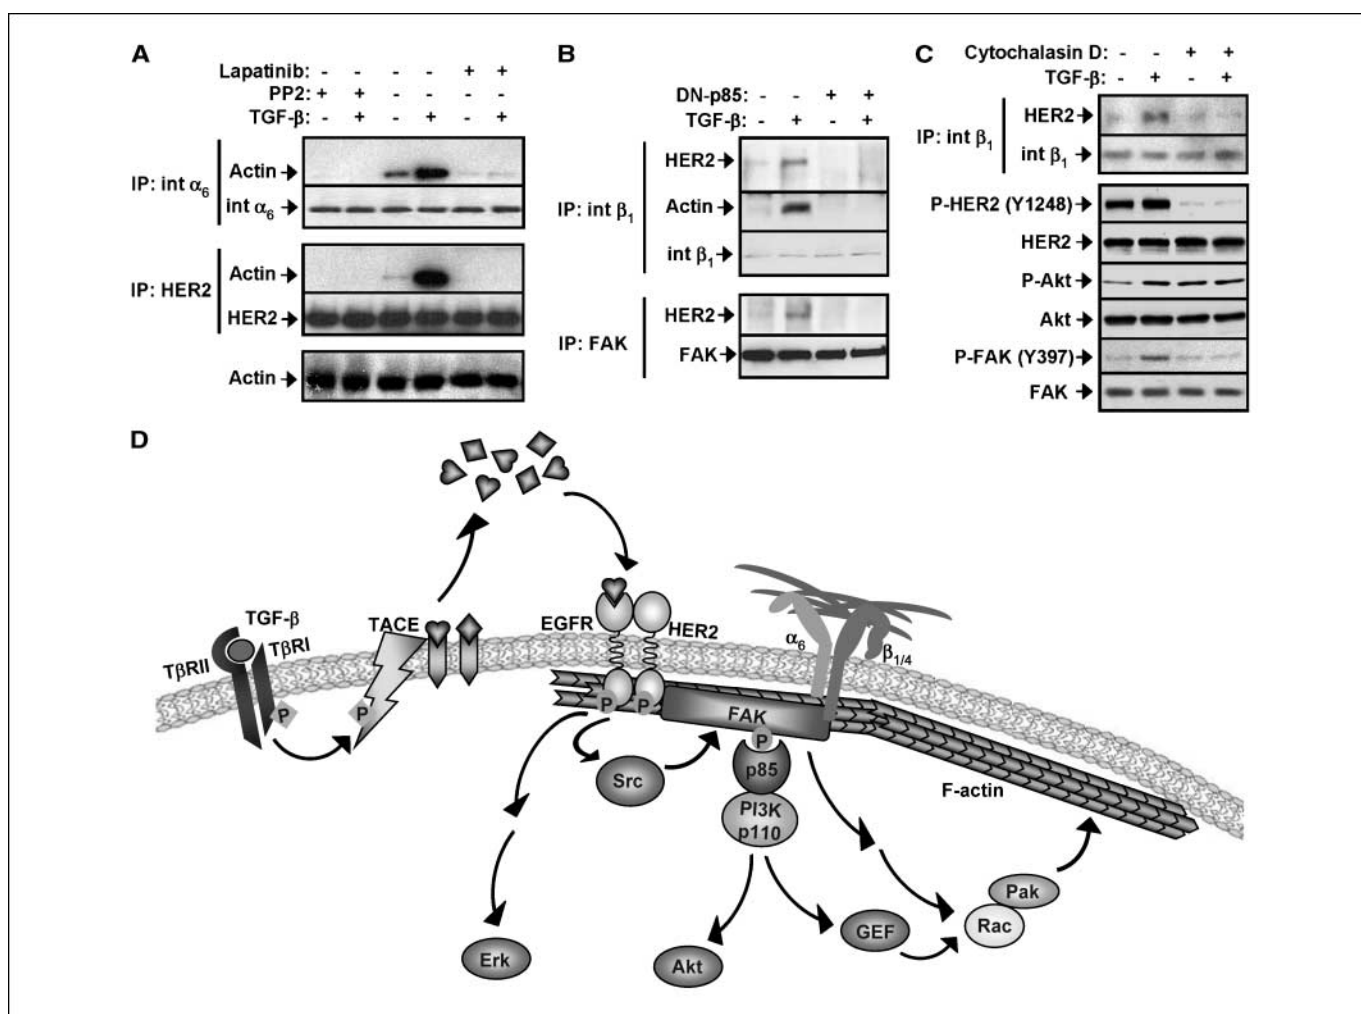 A
Lapatinib: - - - - + +
PP2: + + - - - -
TGF-β: - + - + - +
IP: int α6
Actin
int α6
IP: HER2
Actin
HER2
Actin
B
DN-p85: - - + +
TGF-β: - + - +
IP: int β1
HER2
Actin
int β1
IP: FAK
HER2
FAK
C
Cytochalasin D: - - + +
TGF-β: - + - +
IP: int β1
HER2
int β1
P-HER2 (Y1248)
HER2
P-Akt
Akt
P-FAK (Y397)
FAK
D
TGF-β
TβRII
TβRI
P
TACE
P
EGFR
HER2
P
P
α6
β1/4
FAK
P
p85
PI3K
p110
Src
F-actin
Erk
Akt
GEF
Rac
Pak